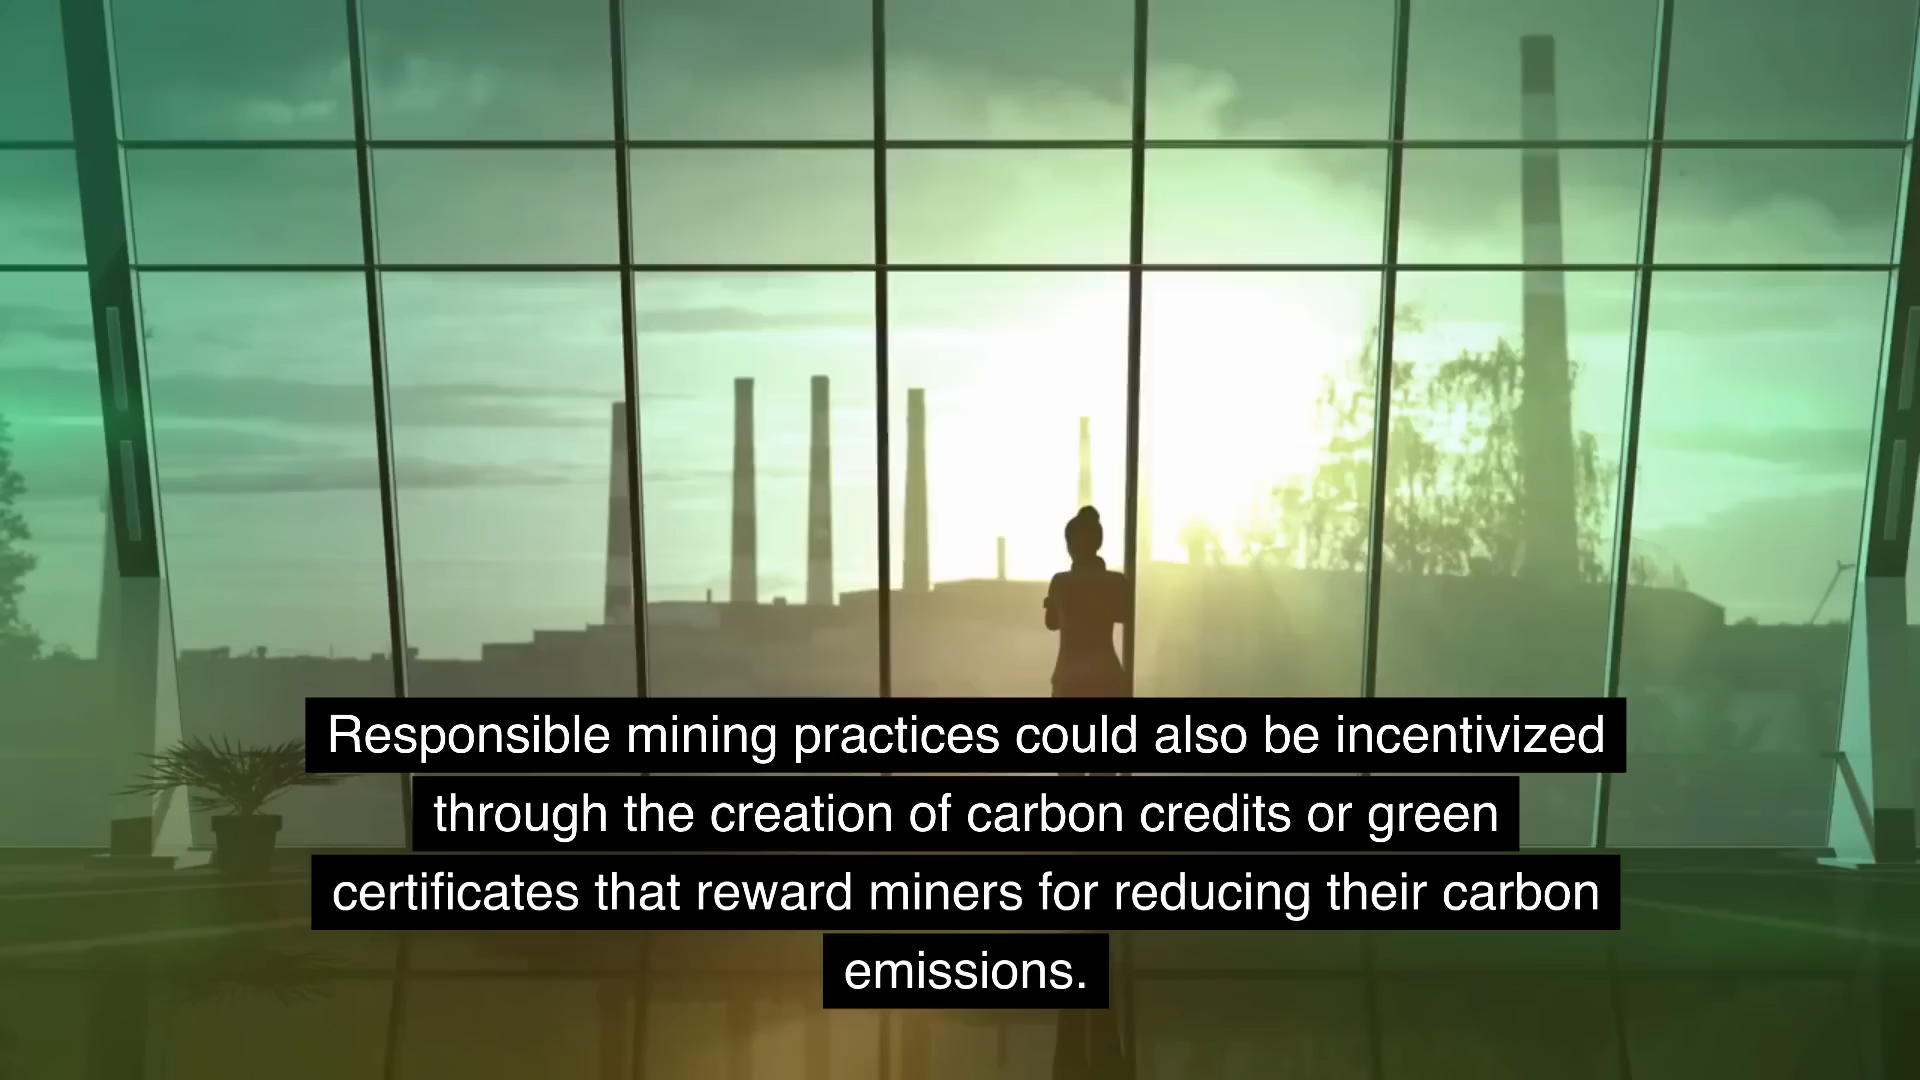 Responsible mining practices could also be incentivized
through the creation of carbon credits or green
certificates that reward miners for reducing their carbon
emissions.